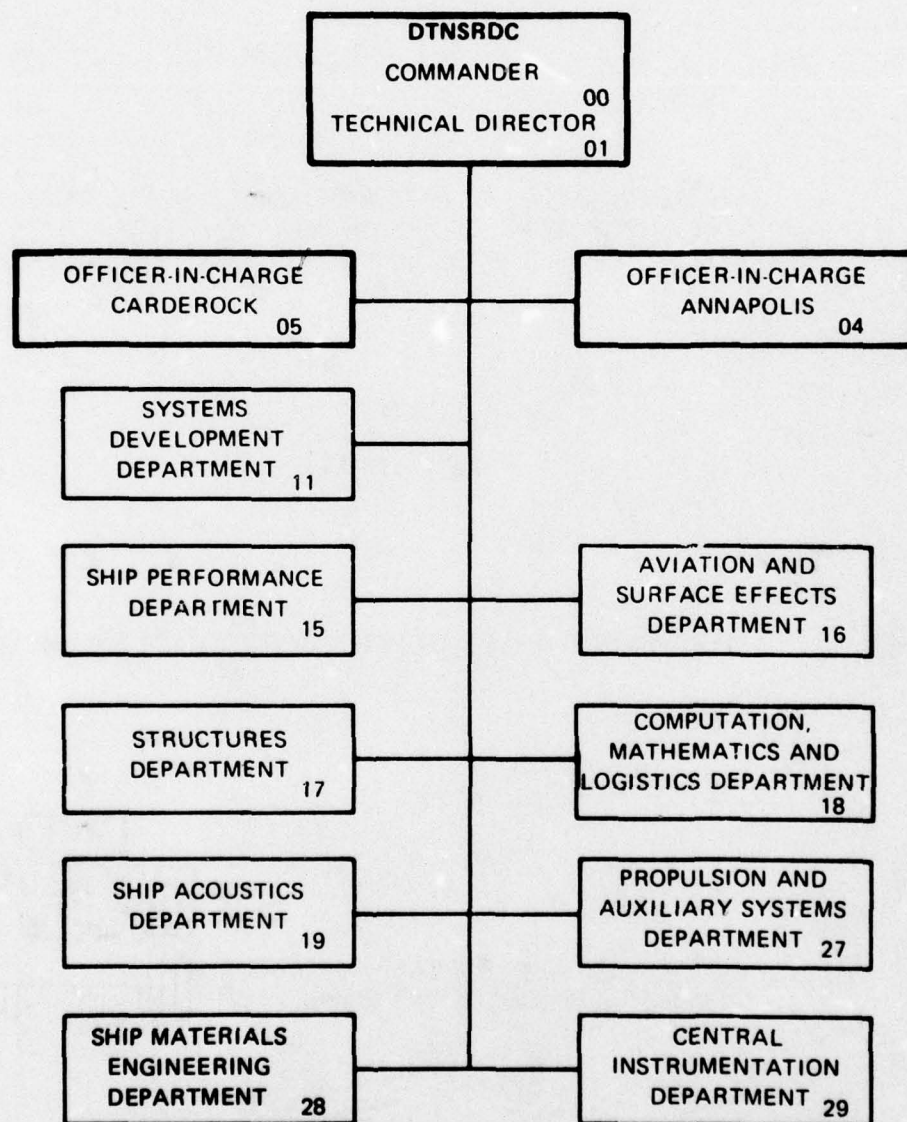 DTNSRDC
COMMANDER
00
TECHNICAL DIRECTOR
01
OFFICER-IN-CHARGE
CARDEROCK
05
OFFICER-IN-CHARGE
ANNAPOLIS
04
SYSTEMS
DEVELOPMENT
DEPARTMENT
11
SHIP PERFORMANCE
DEPARTMENT
15
AVIATION AND
SURFACE EFFECTS
DEPARTMENT
16
STRUCTURES
DEPARTMENT
17
COMPUTATION,
MATHEMATICS AND
LOGISTICS DEPARTMENT
18
SHIP ACOUSTICS
DEPARTMENT
19
PROPULSION AND
AUXILIARY SYSTEMS
DEPARTMENT
27
SHIP MATERIALS
ENGINEERING
DEPARTMENT
28
CENTRAL
INSTRUMENTATION
DEPARTMENT
29